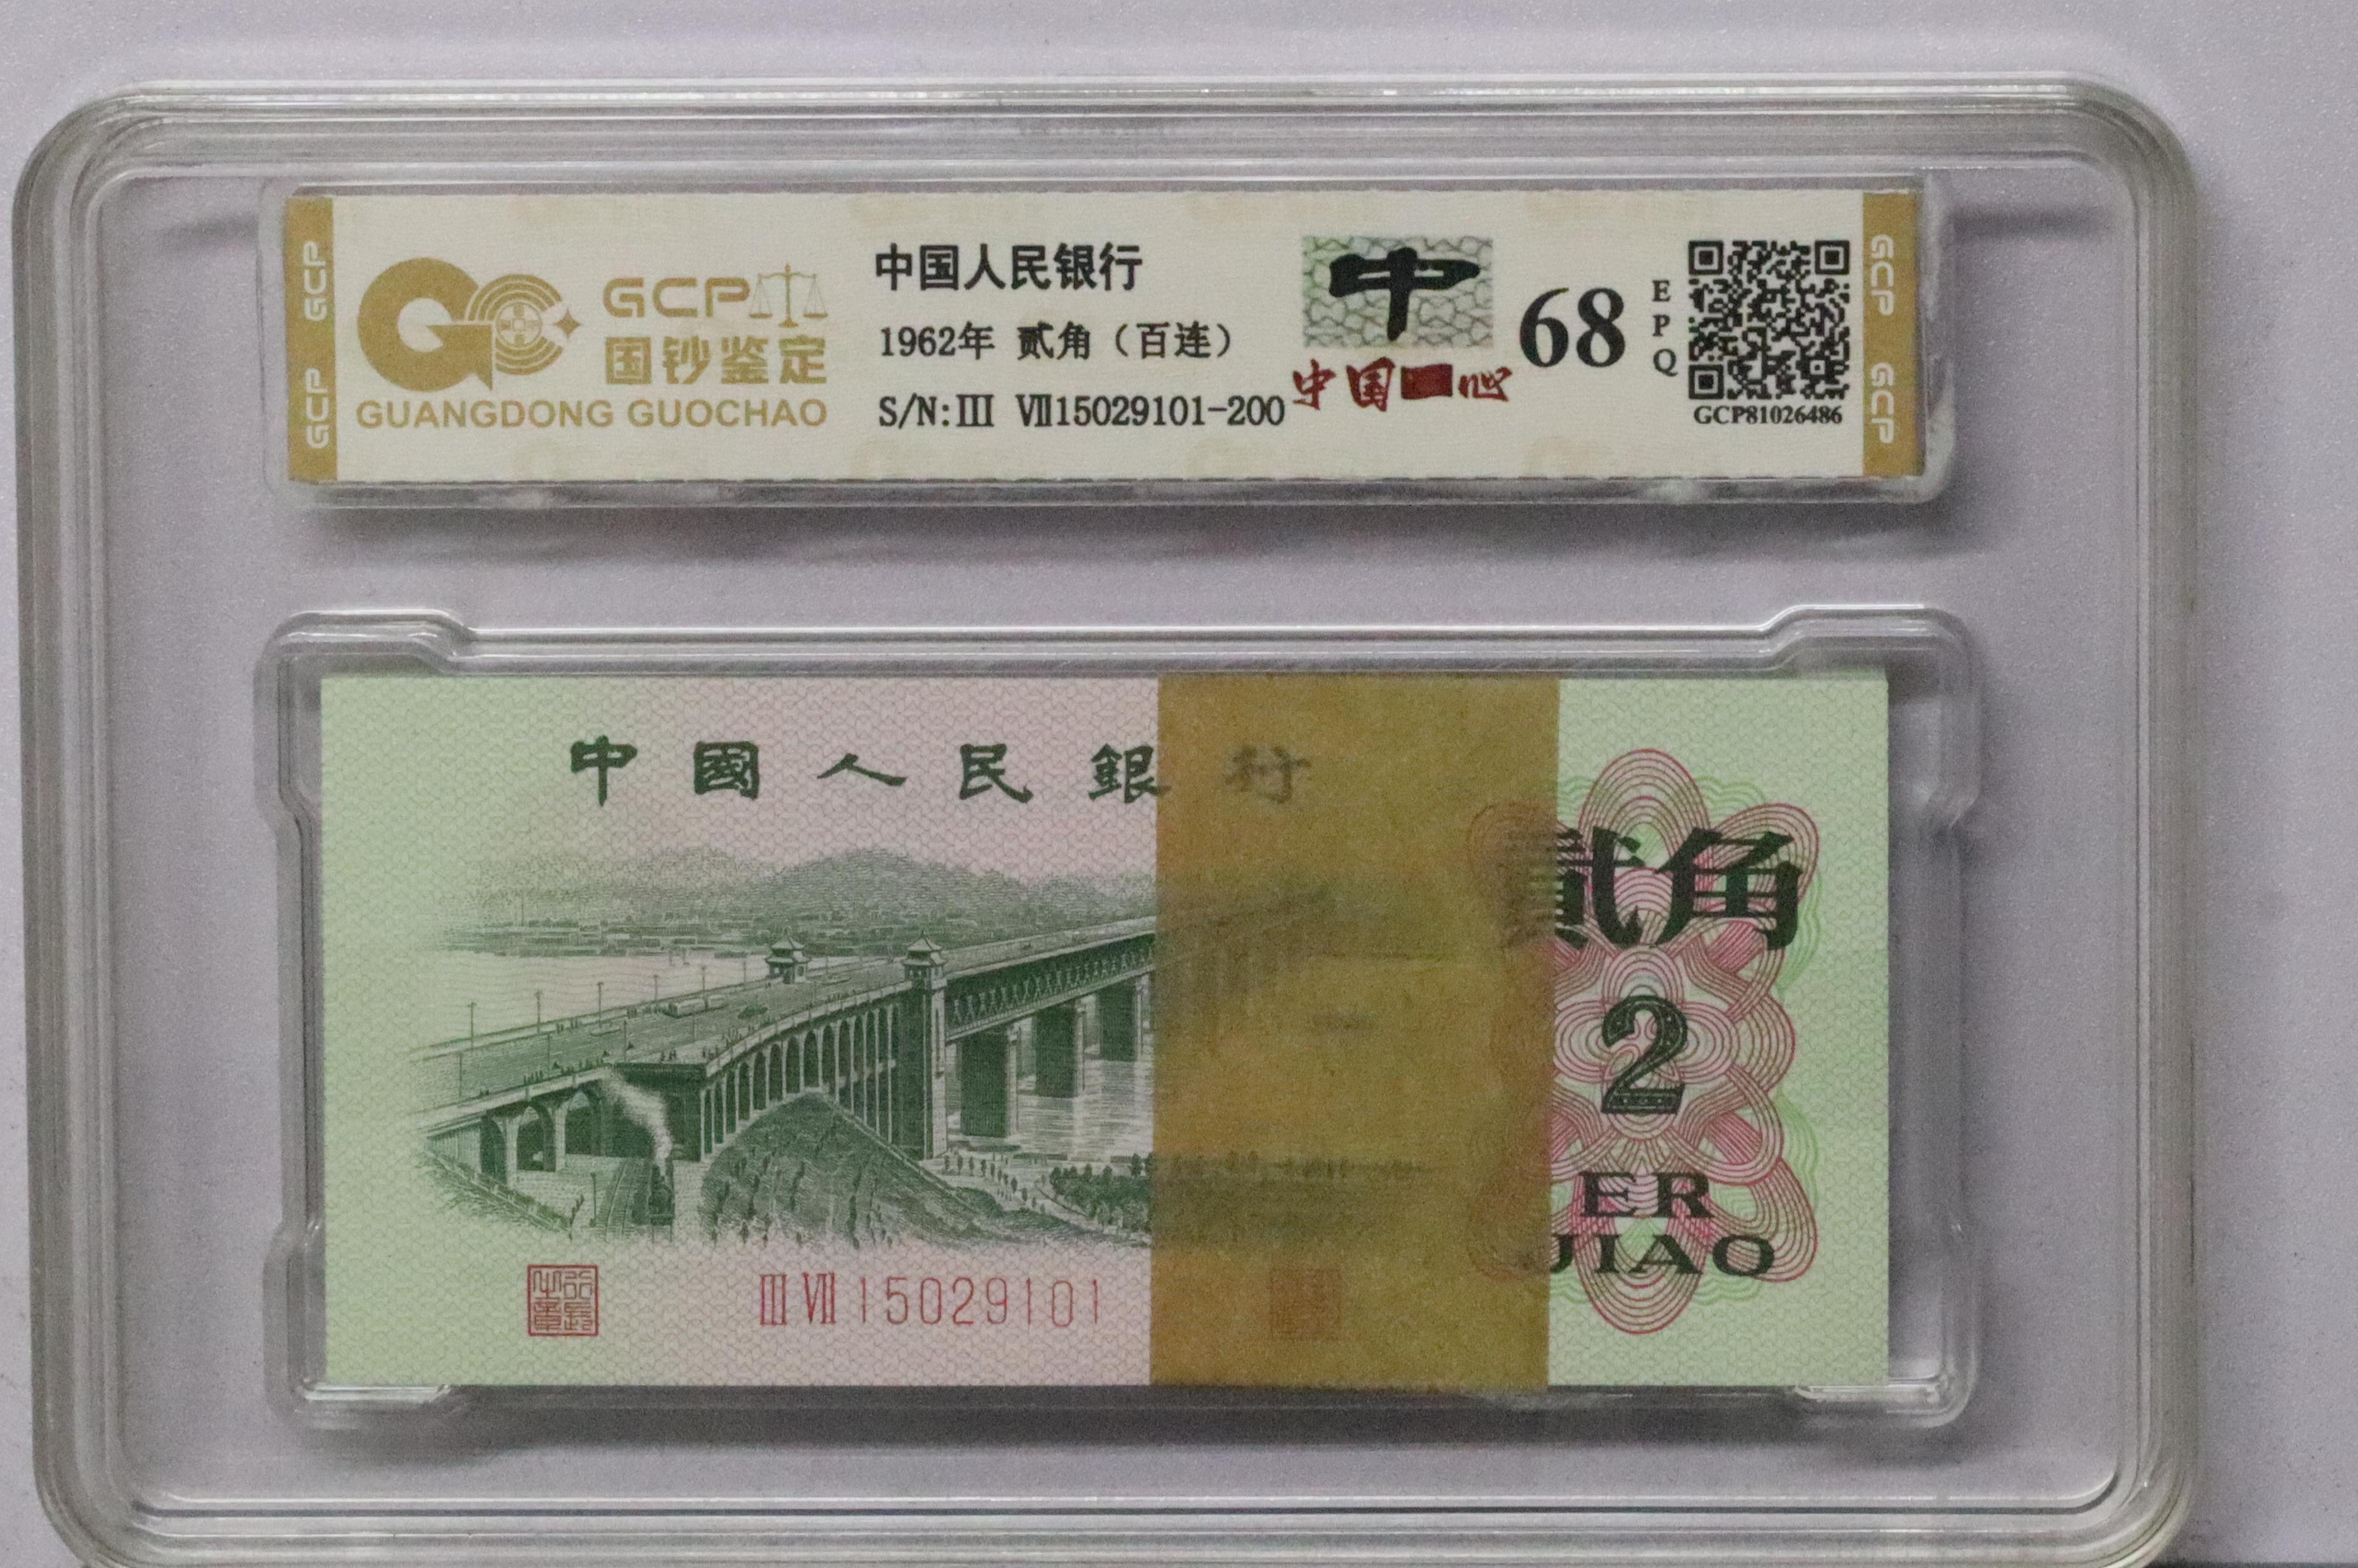 GCP
GCP
GCP
国钞鉴定
GUANGDONG GUOCHAO
中国人民银行
1962年 贰角（百连）
S/N:Ⅲ Ⅶ15029101-200
中
中国一心
68
EPQ
GCP81026486
GCP
GCP
中國人民銀行
贰角
2
ER
JIAO
Ⅲ Ⅶ 15029101